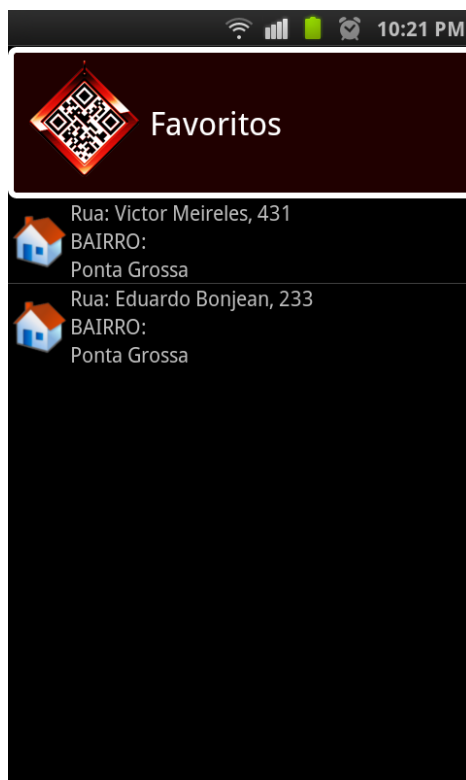 10:21 PM
Favoritos
Rua: Victor Meireles, 431
BAIRRO:
Ponta Grossa
Rua: Eduardo Bonjean, 233
BAIRRO:
Ponta Grossa